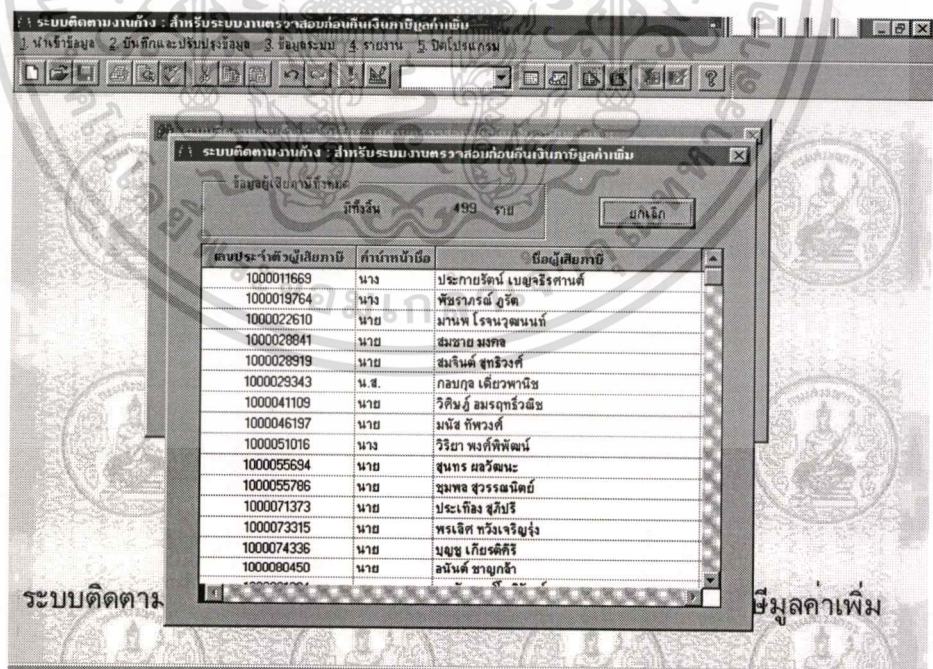 ระบบติดตามงานค้าง : สำหรับระบบงานตรวจสอบก่อนคืนเงินภาษีมูลค่าเพิ่ม
1. นำเข้าข้อมูล 2. บันทึกและปรับปรุงข้อมูล 3. ข้อมูลระบบ 4. รายงาน 5. ปิดโปรแกรม
ระบบติดตามงานค้าง : สำหรับระบบงานตรวจสอบก่อนคืนเงินภาษีมูลค่าเพิ่ม
ข้อมูลผู้เสียภาษีทั้งหมด
มีทั้งสิ้น 499 ราย
ยกเลิก
เลขประจำตัวผู้เสียภาษี คำนำหน้าชื่อ ชื่อผู้เสียภาษี
1000011669 นาง ประกายรัตน์ เบญจธิรศานต์
1000019764 นาง พัชราภรณ์ ภูรัต
1000022610 นาย มานพ โรจนวุฒนนท์
1000028841 นาย สมชาย มงคล
1000028919 นาย สมจินต์ สุทธิวงศ์
1000029343 น.ส. กอบกุล เตียวพานิช
1000041109 นาย วิศิษฎ์ อมรฤทธิ์วณิช
1000046197 นาย มนัส ทัพวงศ์
1000051016 นาง วิริยา พงศ์พิพัฒน์
1000055694 นาย สุนทร ผลวัฒนะ
1000055786 นาย ชุมพล สุวรรณนิตย์
1000071373 นาย ประเทือง สุภีปรี
1000073315 นาย พรเลิศ ทวังเจริญรุ่ง
1000074336 นาย บุญชู เกียรติคีรี
1000080450 นาย อนันต์ ชาญกล้า
ระบบติดตาม ษีมูลค่าเพิ่ม